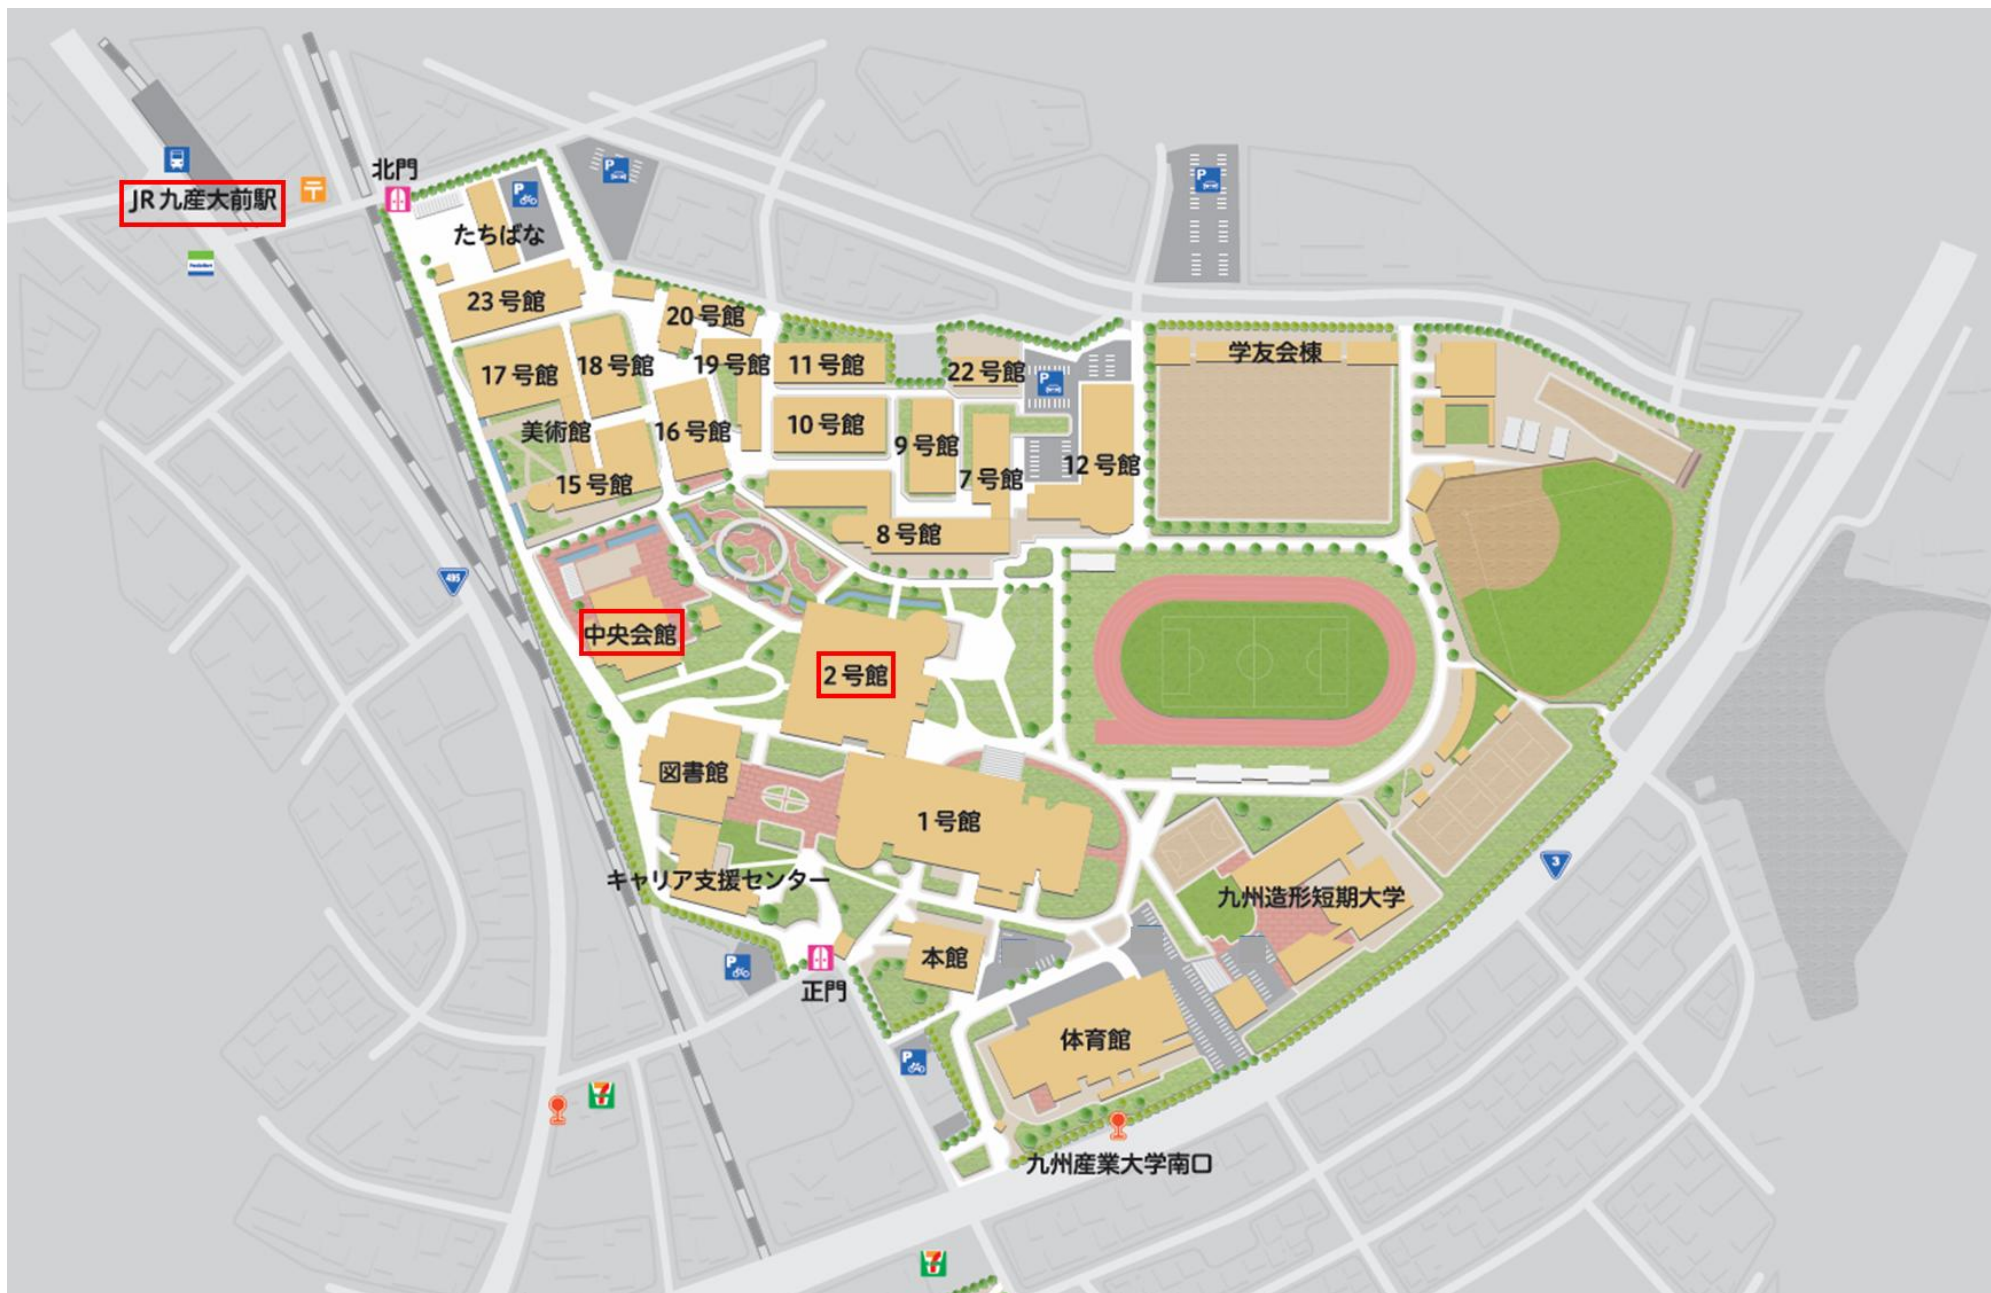 北門
JR九産大前駅
たちばな
23号館
20号館
17号館
18号館
19号館
11号館
22号館
学友会棟
美術館
16号館
10号館
9号館
7号館
12号館
15号館
8号館
495
中央会館
2号館
図書館
1号館
3
キャリア支援センター
九州造形短期大学
本館
正門
体育館
九州産業大学南口
P
P
P
P
P
P
7
7